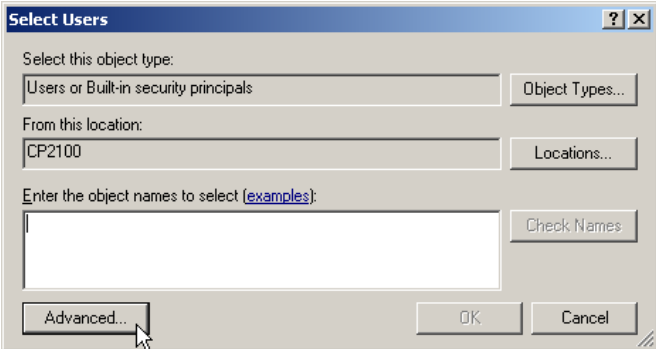 Select Users
Select this object type:
Users or Built-in security principals
Object Types...
From this location:
CP2100
Locations...
Enter the object names to select (examples):
Check Names
Advanced...
OK
Cancel